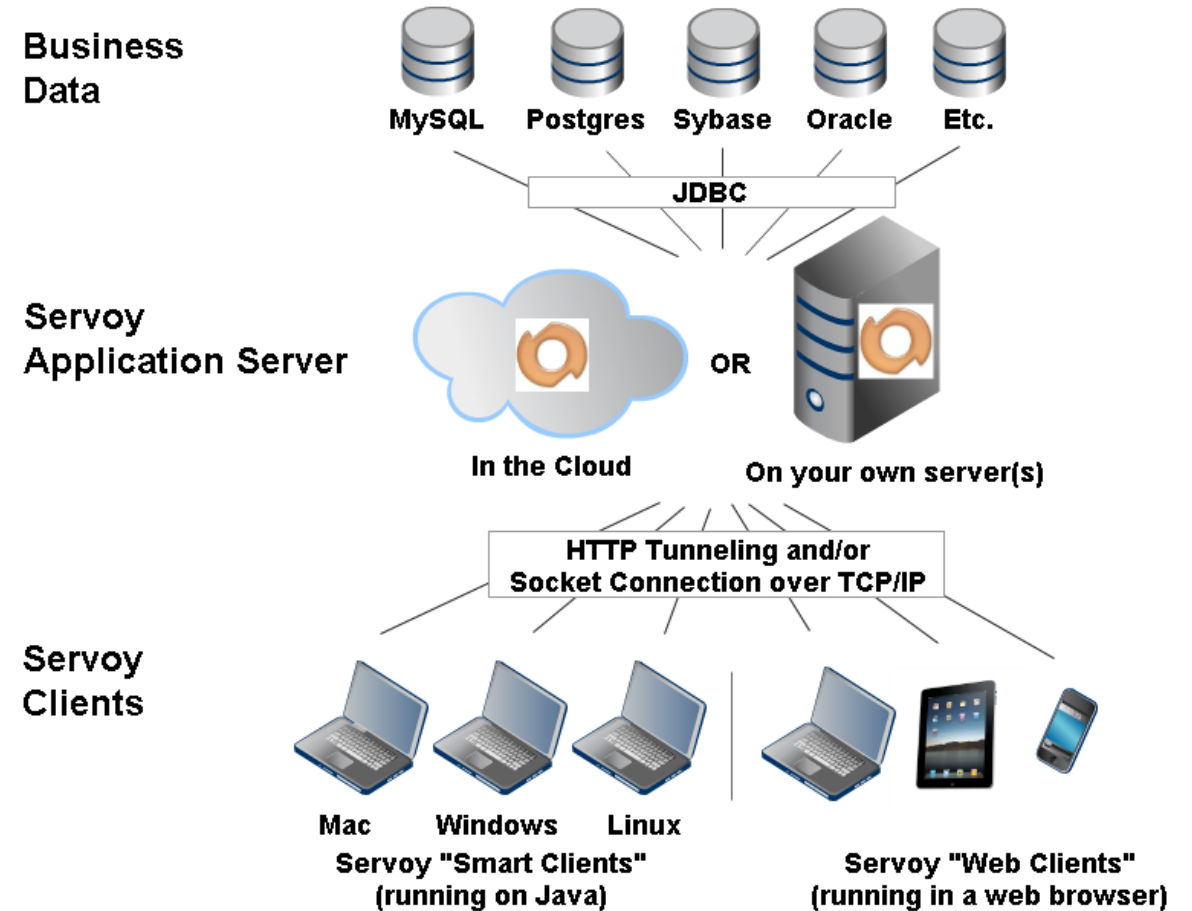 Business
Data
MySQL
Postgres
Sybase
Oracle
Etc.
JDBC
Servoy
Application Server
OR
In the Cloud
On your own server(s)
HTTP Tunneling and/or
Socket Connection over TCP/IP
Servoy
Clients
Mac
Windows
Linux
Servoy "Smart Clients"
(running on Java)
Servoy "Web Clients"
(running in a web browser)